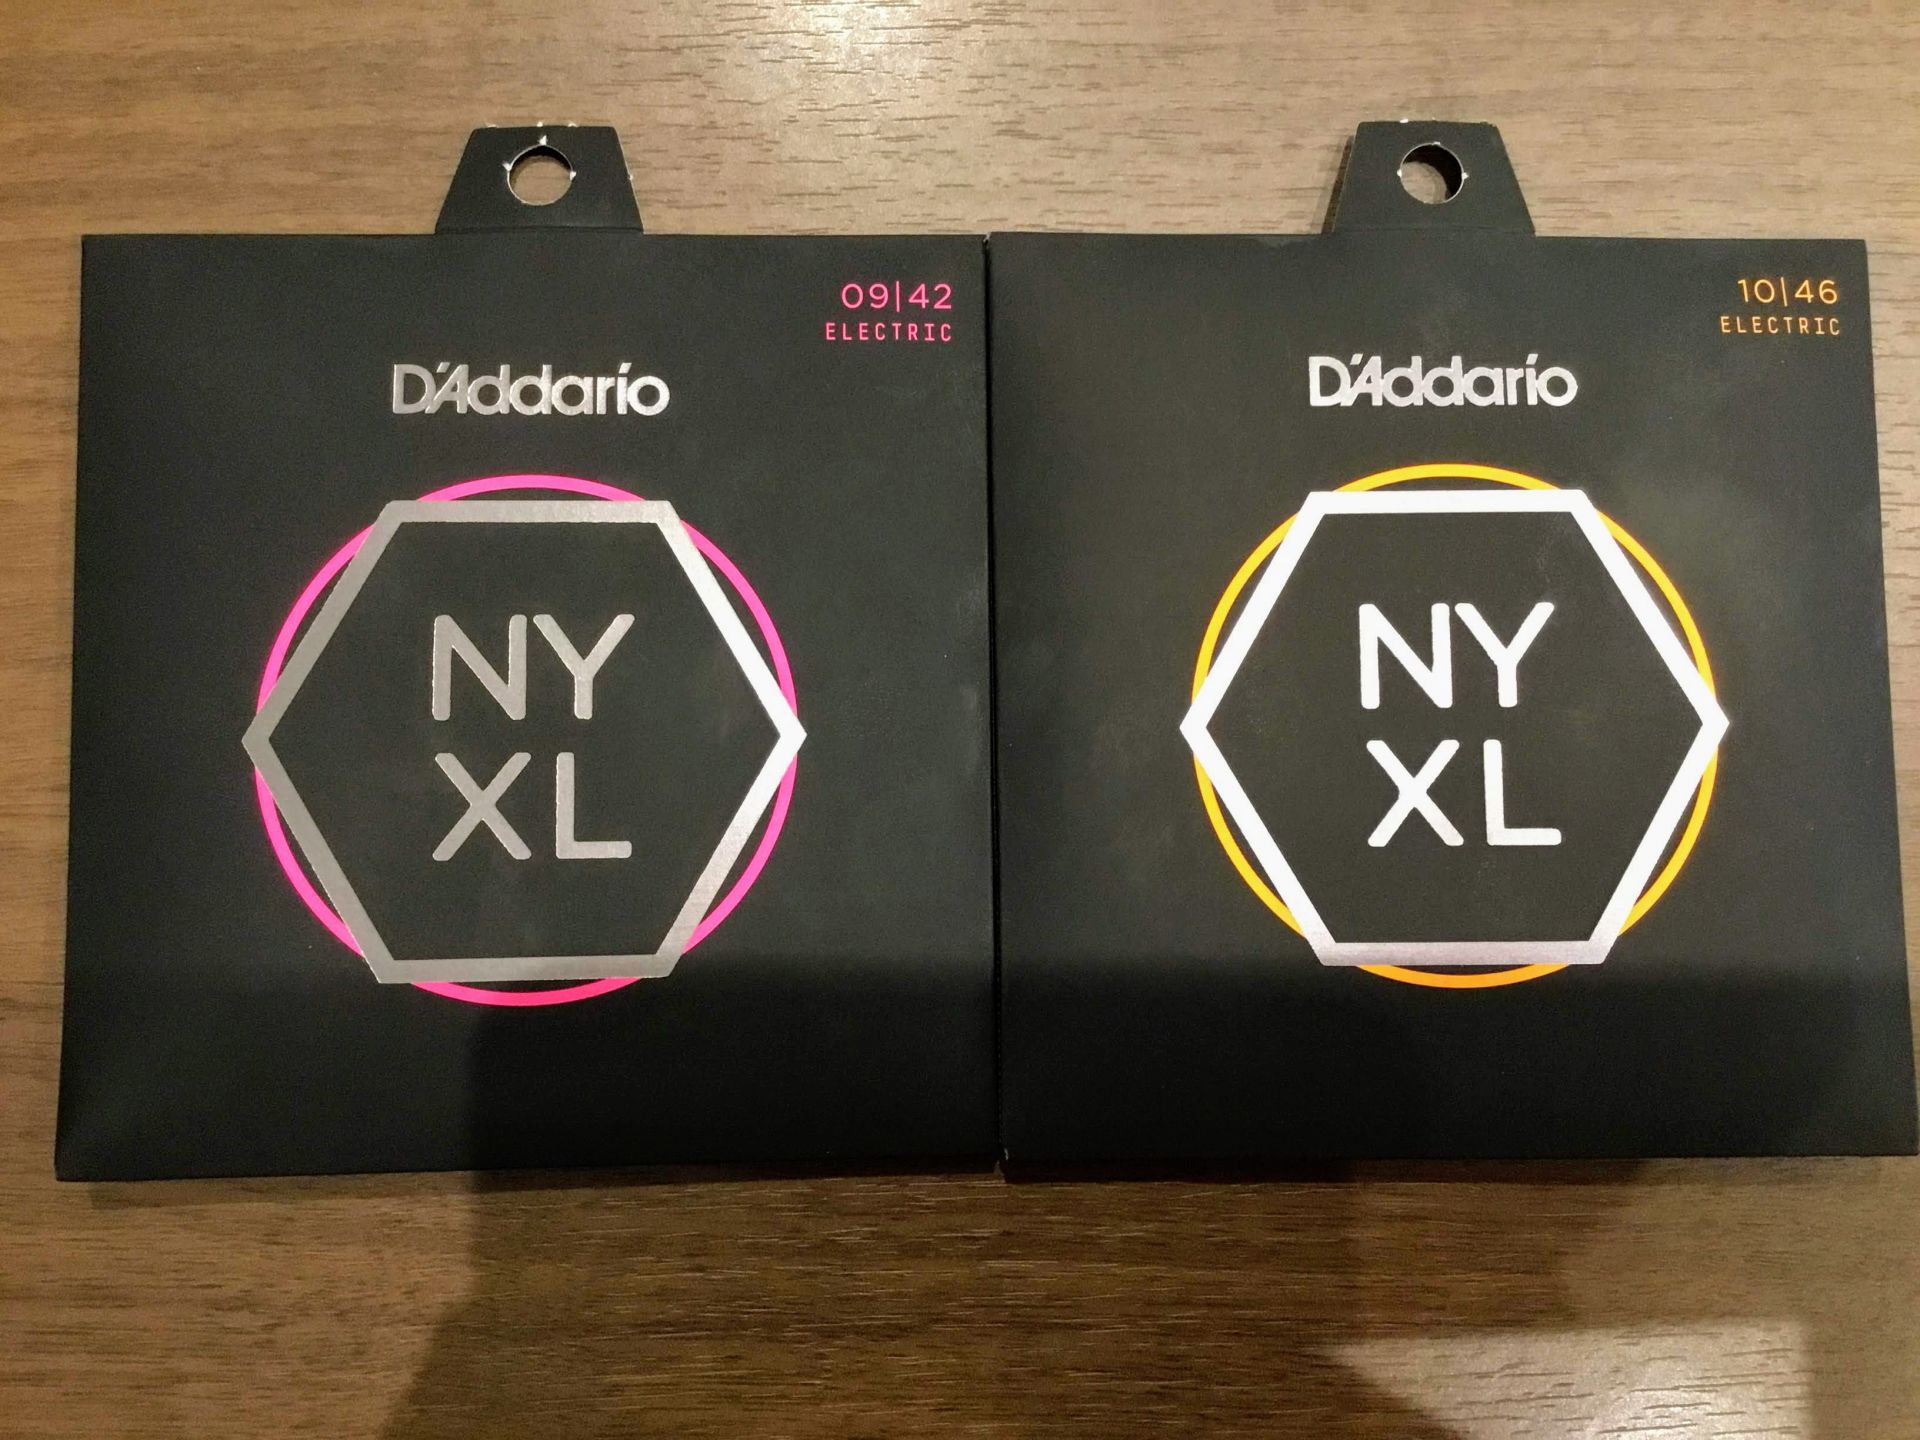 09|42
ELECTRIC
D'Addario
NY
XL
10|46
ELECTRIC
D'Addario
NY
XL